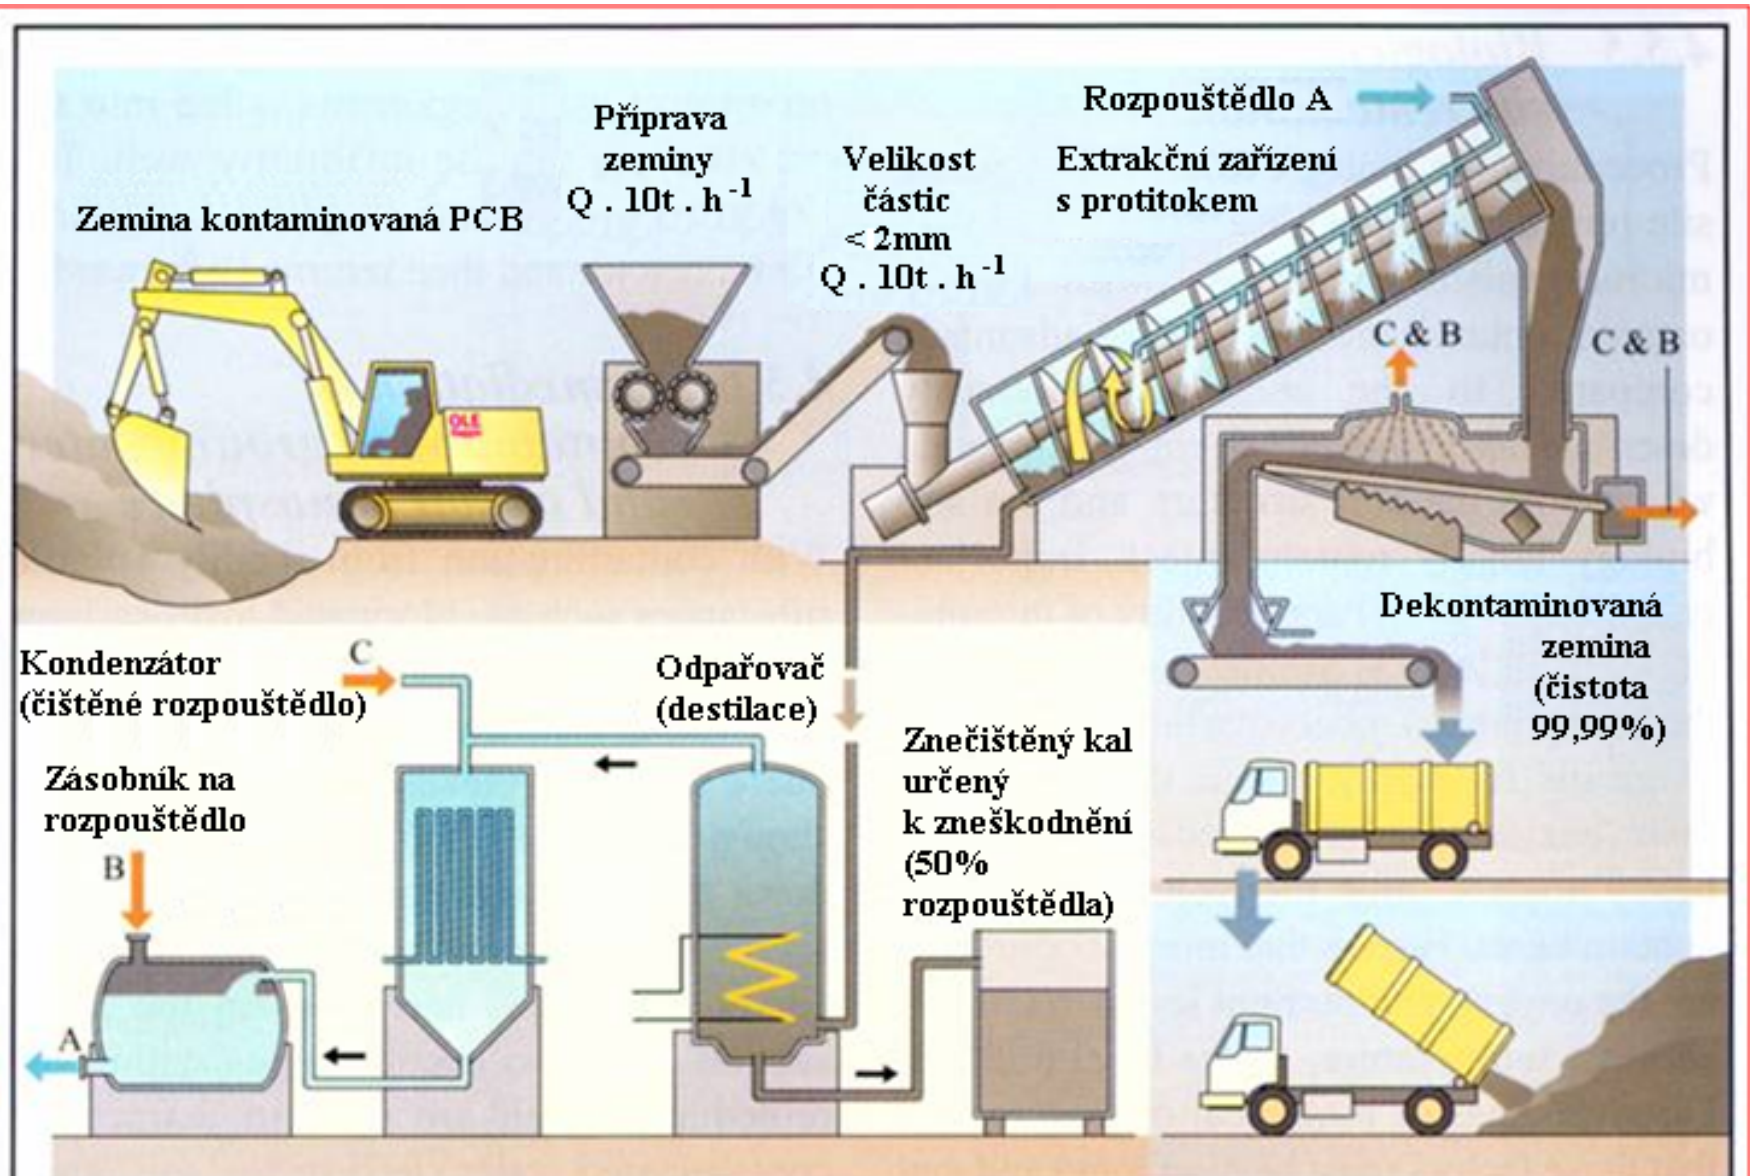 Zemina kontaminovaná PCB
Příprava
zeminy
Q . 10t . h⁻¹
Velikost
částic
< 2mm
Q . 10t . h⁻¹
Rozpouštědlo A
Extrakční zařízení
s protitokem
C & B
C & B
OLE
Dekontaminovaná
zemina
(čistota
99,99%)
Kondenzátor
(čištěné rozpouštědlo)
C
Odpařovač
(destilace)
Znečištěný kal
určený
k zneškodnění
(50%
rozpouštědla)
Zásobník na
rozpouštědlo
B
A